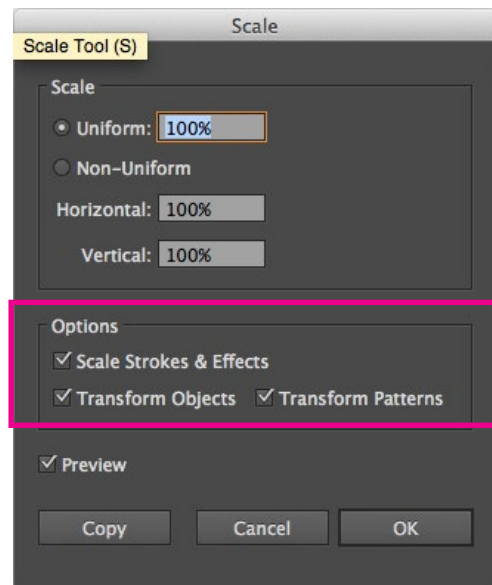 Scale
Scale Tool (S)
Scale
Uniform: 100%
Non-Uniform
Horizontal: 100%
Vertical: 100%
Options
Scale Strokes & Effects
Transform Objects Transform Patterns
Preview
Copy Cancel OK